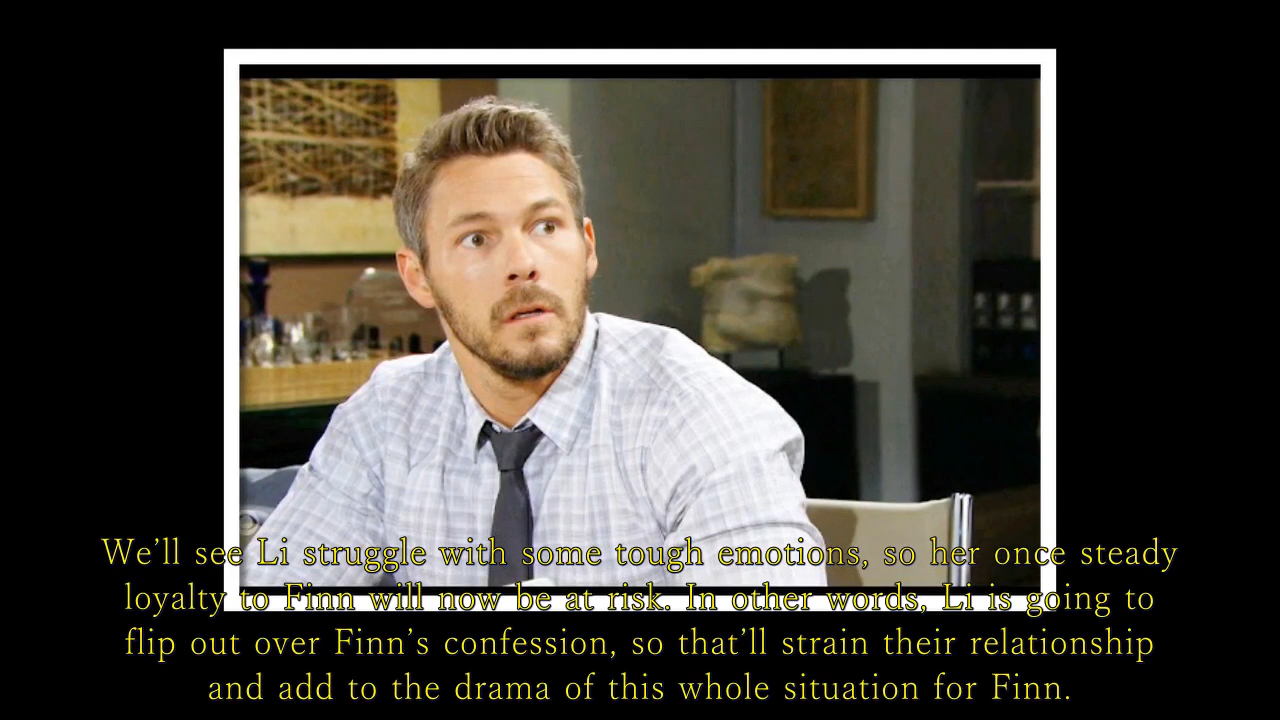 We’ll see Li struggle with some tough emotions, so her once steady
loyalty to Finn will now be at risk. In other words, Li is going to
flip out over Finn’s confession, so that’ll strain their relationship
and add to the drama of this whole situation for Finn.